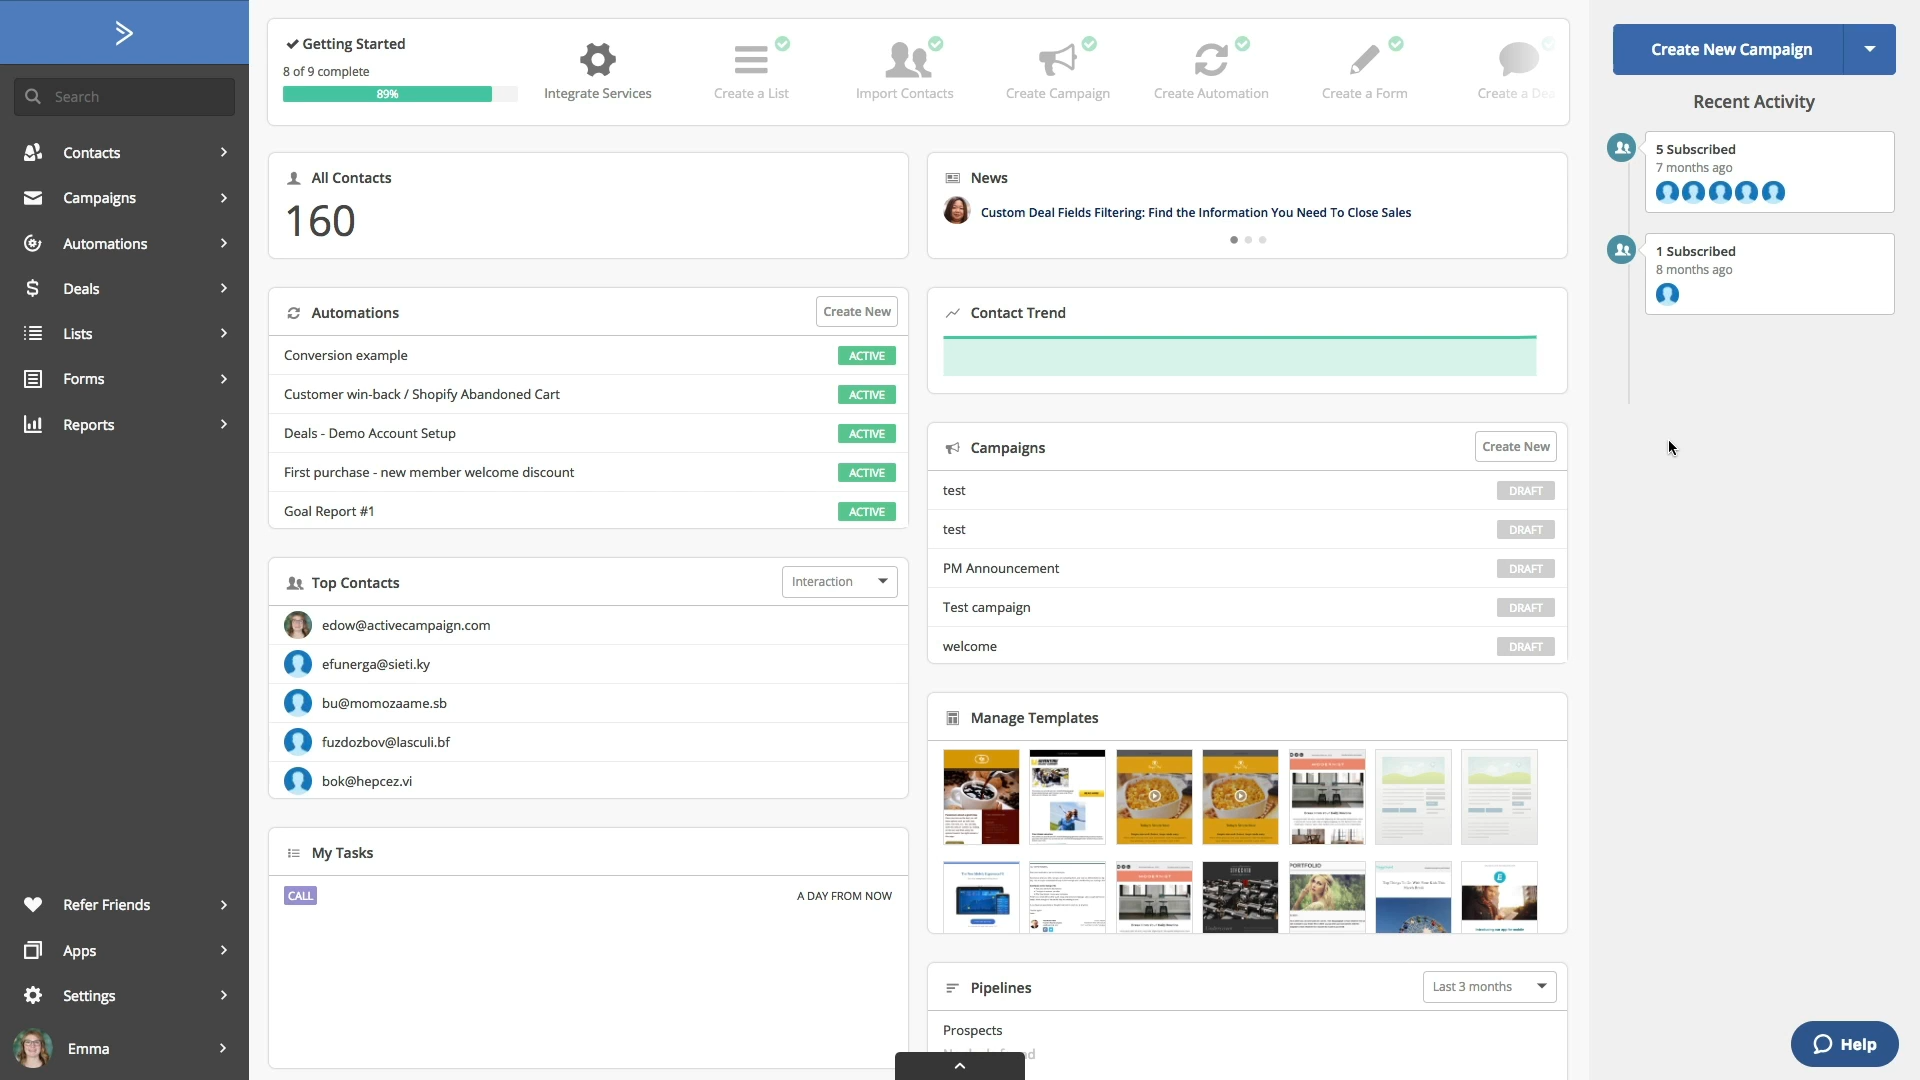 Search
Contacts
Campaigns
Automations
Deals
Lists
Forms
Reports
Refer Friends
Apps
Settings
Emma
Getting Started
8 of 9 complete
89%
Integrate Services
Create a List
Import Contacts
Create Campaign
Create Automation
Create a Form
Create a Dea
All Contacts
160
News
Custom Deal Fields Filtering: Find the Information You Need To Close Sales
Automations
Create New
Conversion example
ACTIVE
Customer win-back / Shopify Abandoned Cart
ACTIVE
Deals - Demo Account Setup
ACTIVE
First purchase - new member welcome discount
ACTIVE
Goal Report #1
ACTIVE
Contact Trend
Campaigns
Create New
test
DRAFT
test
DRAFT
PM Announcement
DRAFT
Test campaign
DRAFT
welcome
DRAFT
Top Contacts
Interaction
edow@activecampaign.com
efunerga@sieti.ky
bu@momozaame.sb
fuzdozbov@lasculi.bf
bok@hepcez.vi
Manage Templates
PORTFOLIO
My Tasks
CALL
A DAY FROM NOW
Pipelines
Last 3 months
Prospects
Create New Campaign
Recent Activity
5 Subscribed
7 months ago
1 Subscribed
8 months ago
Help